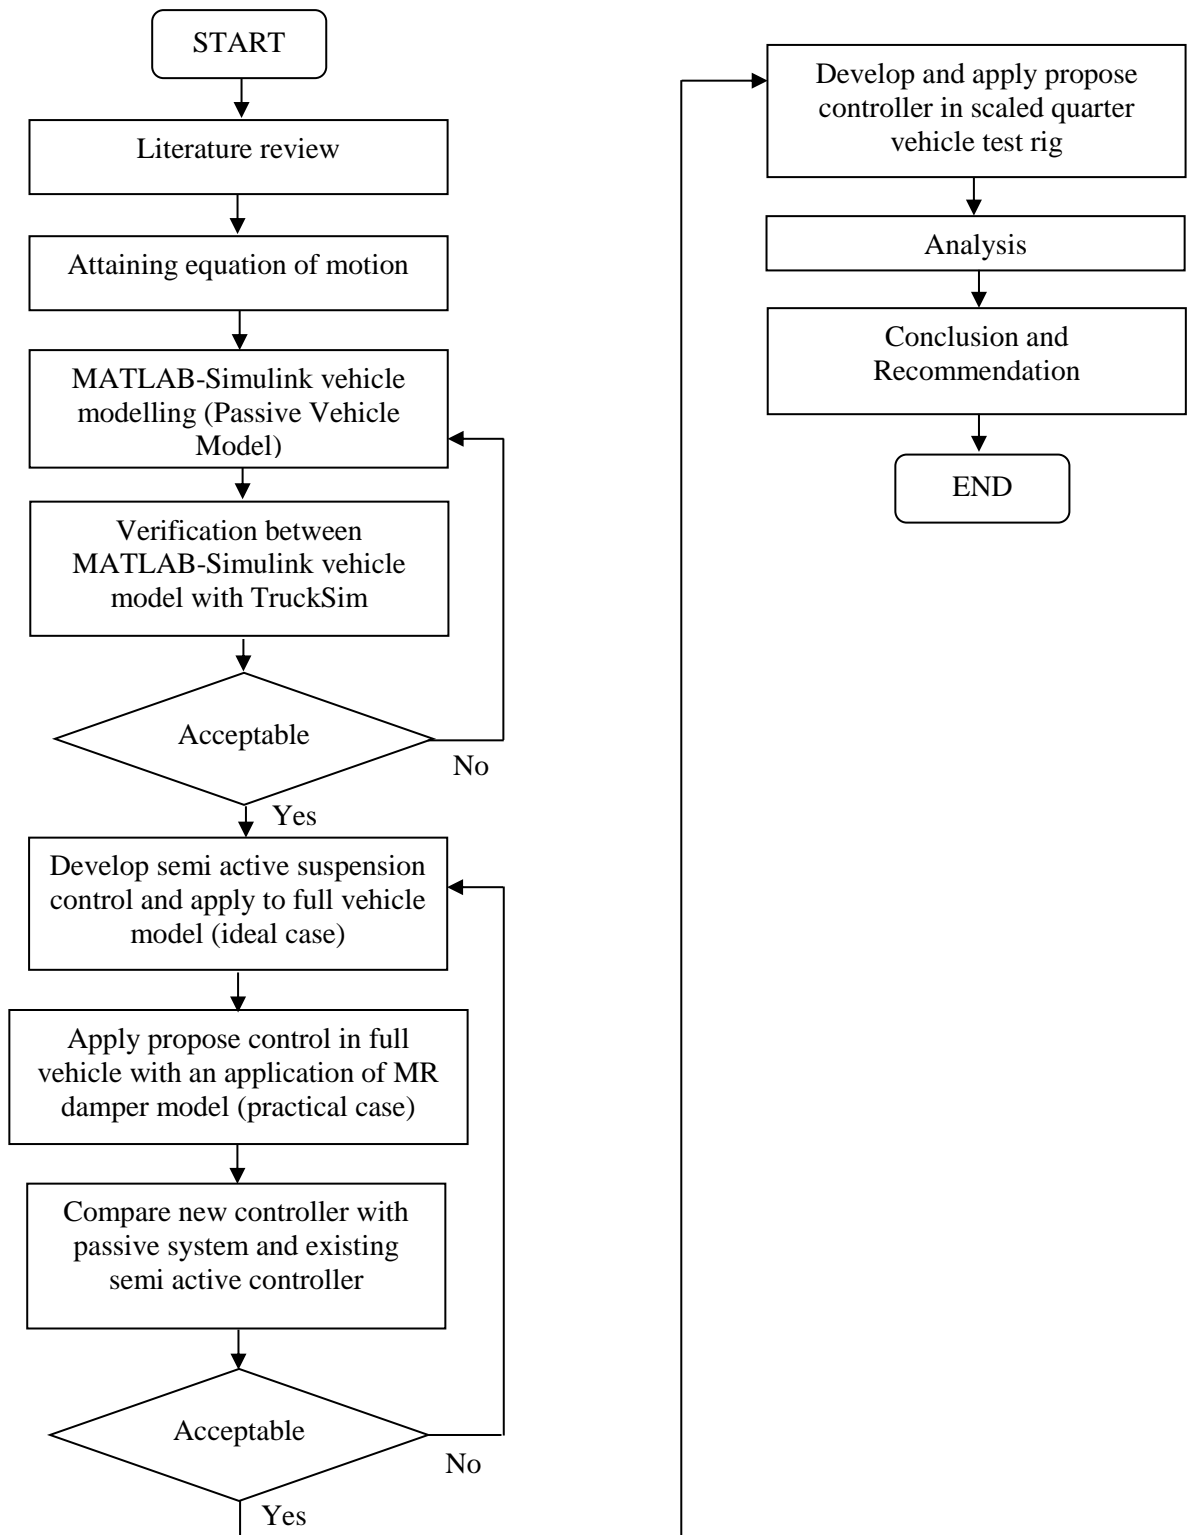 START
Literature review
Attaining equation of motion
MATLAB-Simulink vehicle
modelling (Passive Vehicle
Model)
Verification between
MATLAB-Simulink vehicle
model with TruckSim
Acceptable
No
Yes
Develop semi active suspension
control and apply to full vehicle
model (ideal case)
Apply propose control in full
vehicle with an application of MR
damper model (practical case)
Compare new controller with
passive system and existing
semi active controller
Acceptable
No
Yes
Develop and apply propose
controller in scaled quarter
vehicle test rig
Analysis
Conclusion and
Recommendation
END